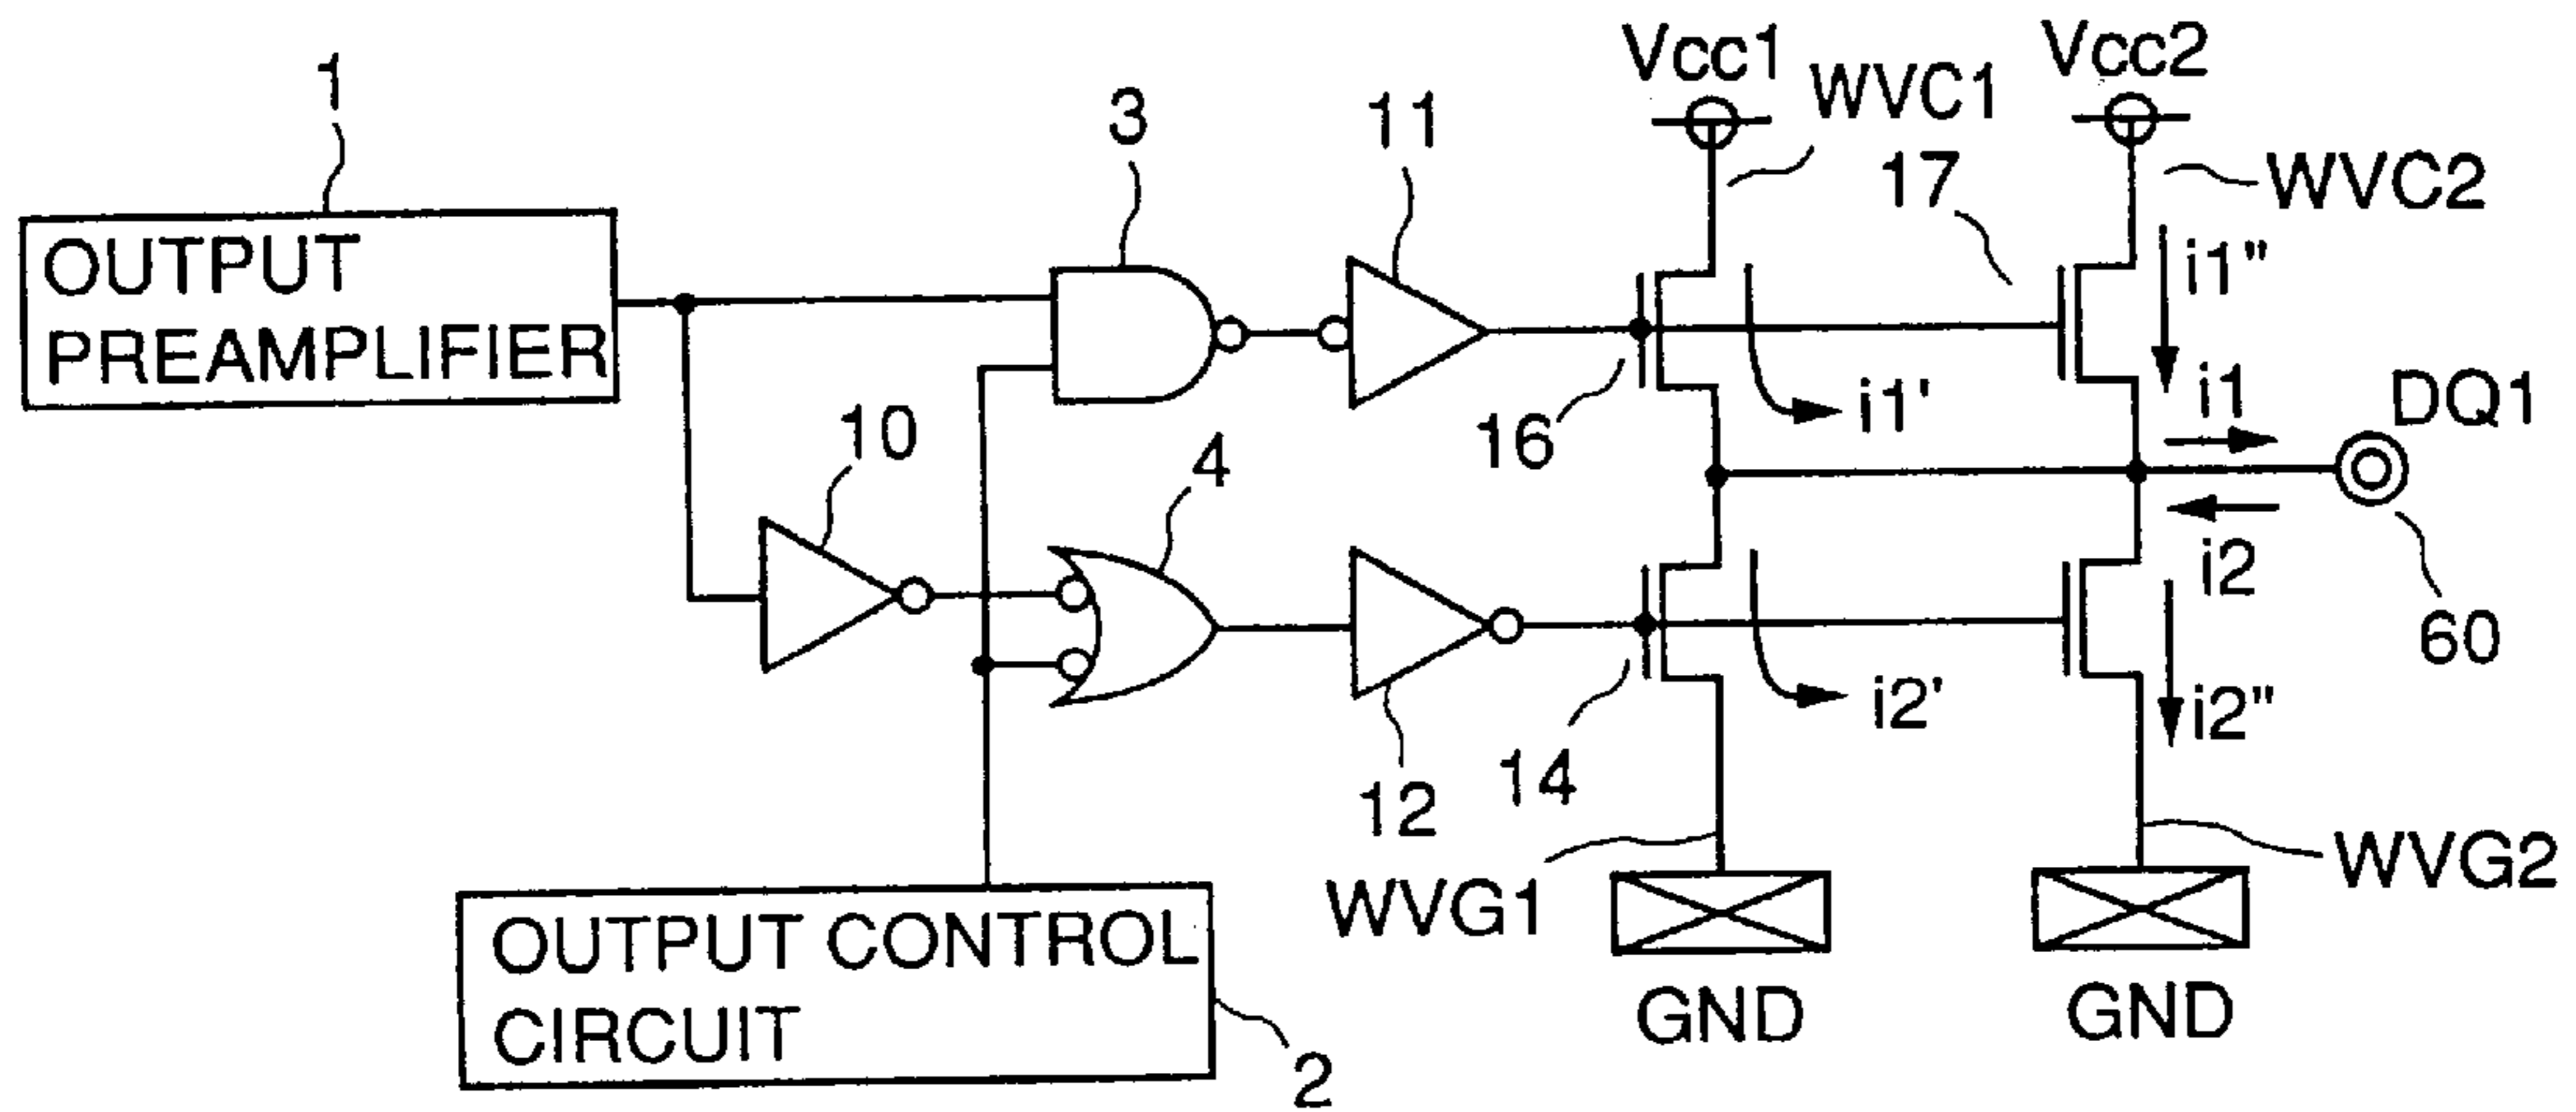 1
OUTPUT
PREAMPLIFIER
3
11
Vcc1
WVC1
Vcc2
WVC2
17
i1"
i1'
i1
DQ1
16
10
4
i2
60
12
14
i2'
i2"
WVG1
WVG2
GND
GND
OUTPUT CONTROL
CIRCUIT
2